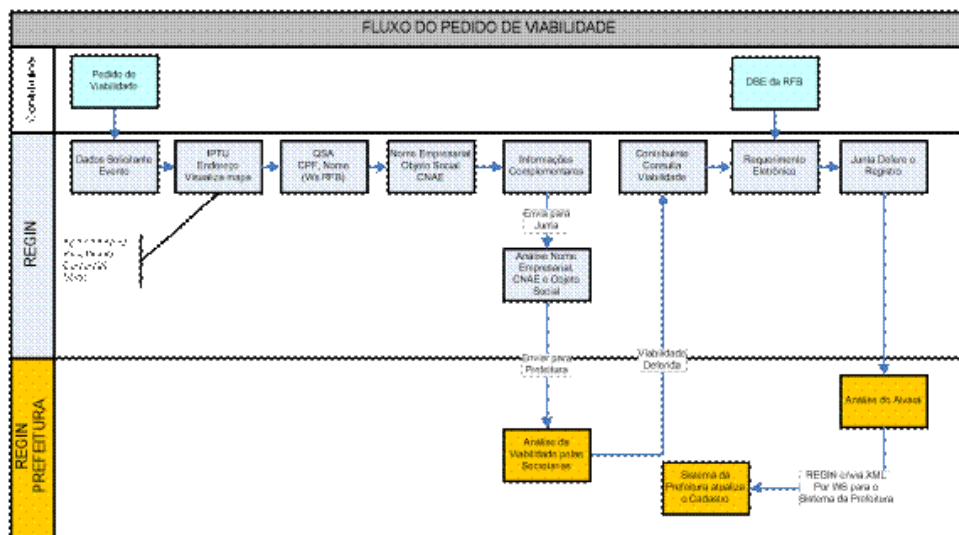 FLUXO DO PEDIDO DE VIABILIDADE
Pedido de
Viabilidade
DBE da RFB
REGIN
Dados Solicitante
Evento
IPTU
Endereço
Visualiza mapa
QSA
CPF, Nome
(Ws RFB)
Nome Empresarial
Objeto Social
CNAE
Informações
Complementares
Contribuinte
Consulta
Viabilidade
Requerimento
Eletrônico
Junta Defere o
Registro
Envia para
Junta
Análise Nome
Empresarial,
CNAE e Objeto
Social
Enviar para
Prefeitura
Viabilidade
Deferida
REGIN
PREFEITURA
Análise de
Viabilidade pelas
Secretarias
Análise do Alvará
Sistema da
Prefeitura atualiza
o Cadastro
REGIN envia XML
Por WS para o
Sistema da Prefeitura